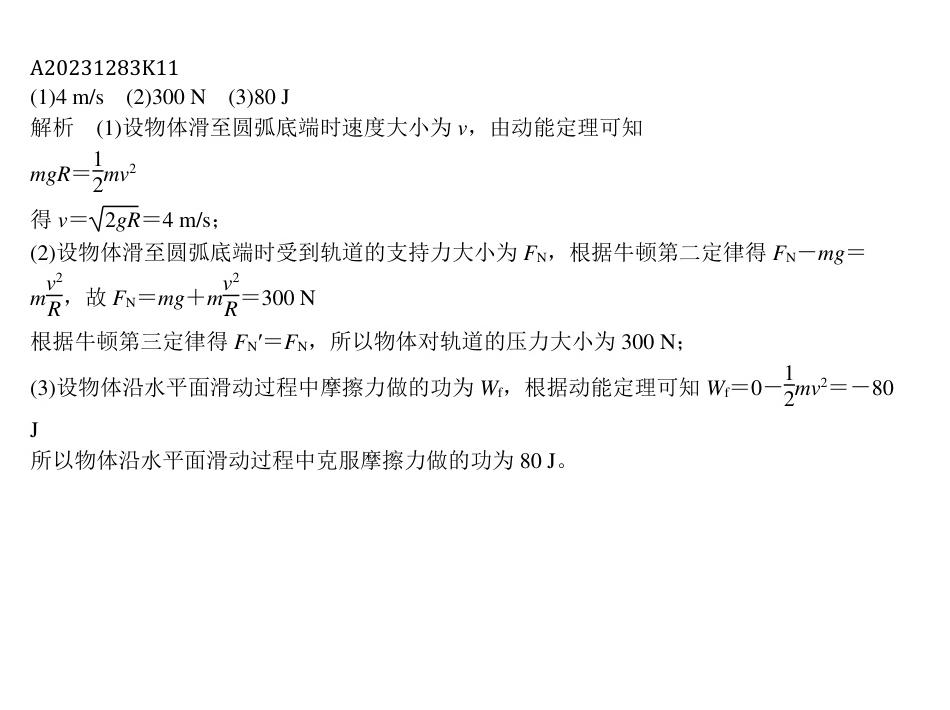 A20231283K11
(1)4 m/s (2)300 N (3)80 J
解析 (1)设物体滑至圆弧底端时速度大小为 v，由动能定理可知
mgR＝\frac{1}{2}mv²
得 v＝√(2gR)＝4 m/s；
(2)设物体滑至圆弧底端时受到轨道的支持力大小为 F_N，根据牛顿第二定律得 F_N－mg＝
m\frac{v²}{R}，故 F_N＝mg＋m\frac{v²}{R}＝300 N
根据牛顿第三定律得 F_N′＝F_N，所以物体对轨道的压力大小为 300 N；
(3)设物体沿水平面滑动过程中摩擦力做的功为 W_f，根据动能定理可知 W_f＝0－\frac{1}{2}mv²＝－80
J
所以物体沿水平面滑动过程中克服摩擦力做的功为 80 J。